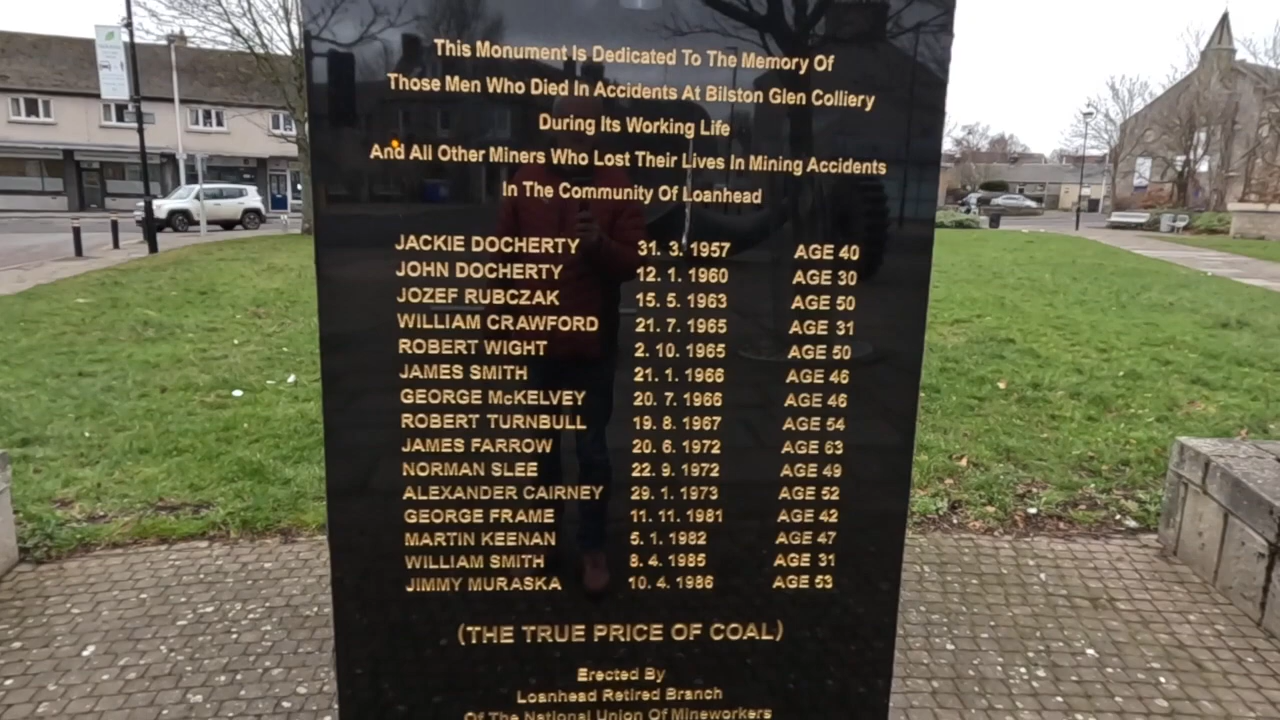 This Monument Is Dedicated To The Memory Of
Those Men Who Died In Accidents At Bilston Glen Colliery
During Its Working Life
And All Other Miners Who Lost Their Lives In Mining Accidents
In The Community Of Loanhead
JACKIE DOCHERTY 31. 3. 1957 AGE 40
JOHN DOCHERTY 12. 1. 1960 AGE 30
JOZEF RUBCZAK 15. 5. 1963 AGE 50
WILLIAM CRAWFORD 21. 7. 1965 AGE 31
ROBERT WIGHT 2. 10. 1965 AGE 50
JAMES SMITH 21. 1. 1966 AGE 46
GEORGE McKELVEY 20. 7. 1966 AGE 46
ROBERT TURNBULL 19. 8. 1967 AGE 54
JAMES FARROW 20. 6. 1972 AGE 63
NORMAN SLEE 22. 9. 1972 AGE 49
ALEXANDER CAIRNEY 29. 1. 1973 AGE 52
GEORGE FRAME 11. 11. 1981 AGE 42
MARTIN KEENAN 5. 1. 1982 AGE 47
WILLIAM SMITH 8. 4. 1985 AGE 31
JIMMY MURASKA 10. 4. 1986 AGE 53
(THE TRUE PRICE OF COAL)
Erected By
Loanhead Retired Branch
Of The National Union Of Mineworkers